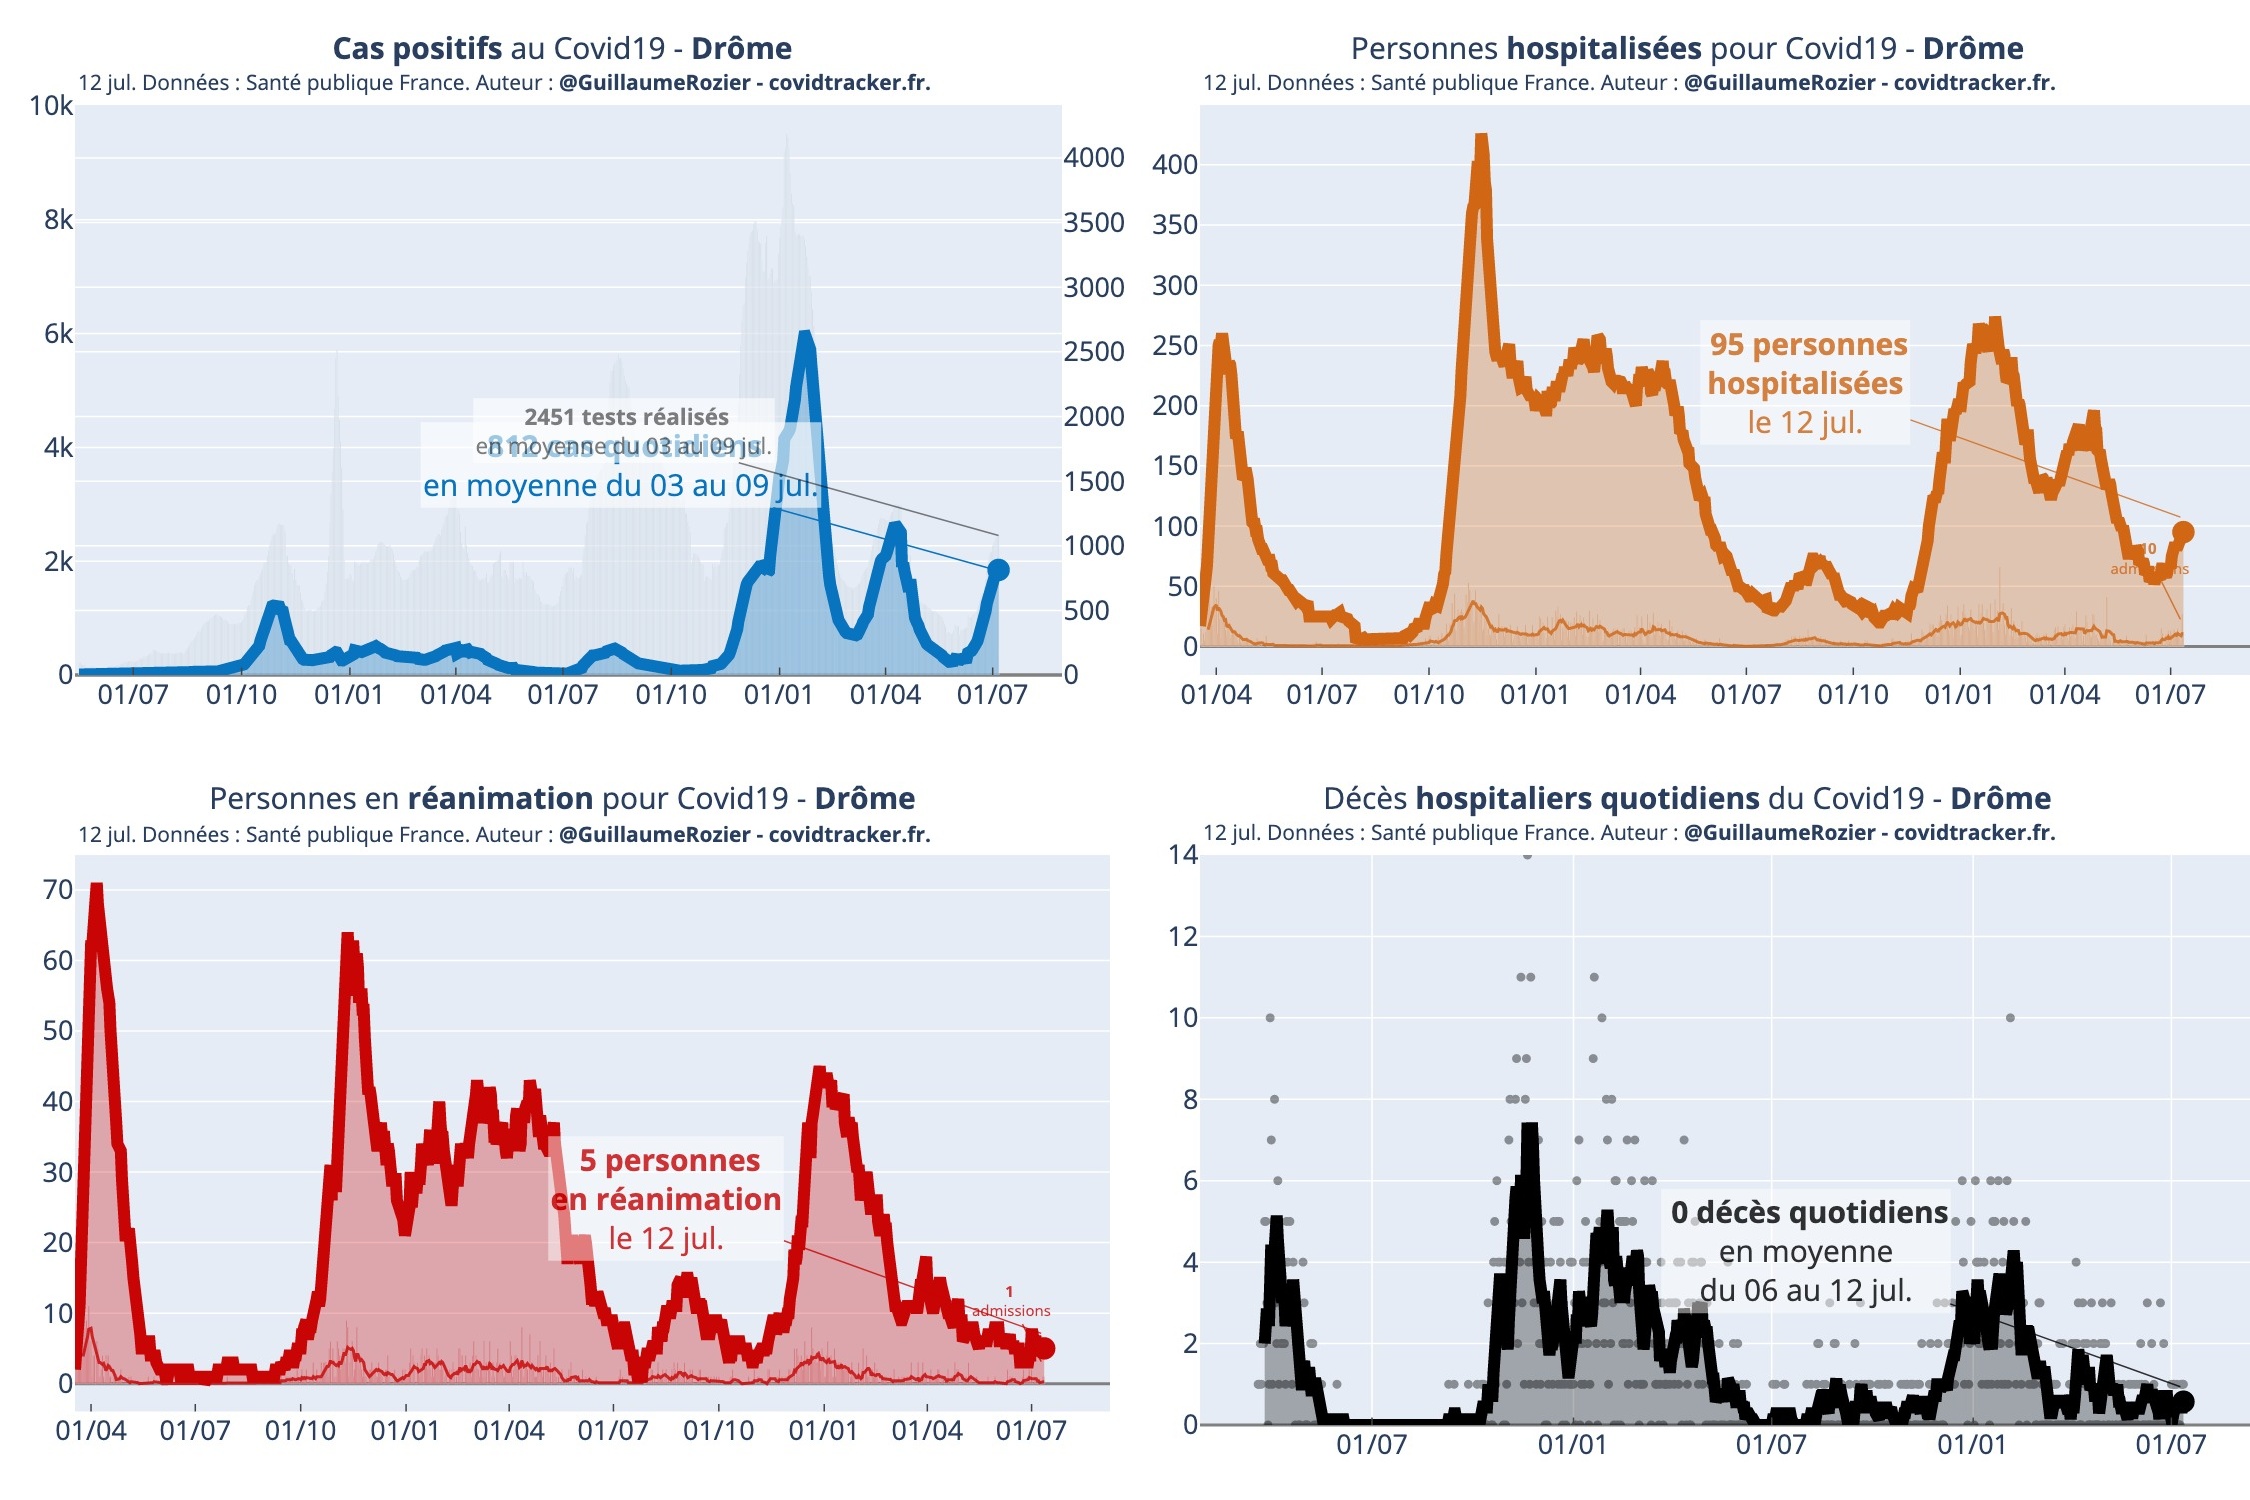 Cas positifs au Covid19 - Drôme
12 jul. Données : Santé publique France. Auteur : @GuillaumeRozier - covidtracker.fr.
10k
8k
6k
4k
2k
0
4000
3500
3000
2500
2000
1500
1000
500
0
2451 tests réalisés
en moyenne du 03 au 09 jul.
812 cas quotidiens
en moyenne du 03 au 09 jul.
01/07 01/10 01/01 01/04 01/07 01/10 01/01 01/04 01/07
Personnes hospitalisées pour Covid19 - Drôme
12 jul. Données : Santé publique France. Auteur : @GuillaumeRozier - covidtracker.fr.
400
350
300
250
200
150
100
50
0
95 personnes
hospitalisées
le 12 jul.
10
admissions
01/04 01/07 01/10 01/01 01/04 01/07 01/10 01/01 01/04 01/07
Personnes en réanimation pour Covid19 - Drôme
12 jul. Données : Santé publique France. Auteur : @GuillaumeRozier - covidtracker.fr.
70
60
50
40
30
20
10
0
5 personnes
en réanimation
le 12 jul.
1
admissions
01/04 01/07 01/10 01/01 01/04 01/07 01/10 01/01 01/04 01/07
Décès hospitaliers quotidiens du Covid19 - Drôme
12 jul. Données : Santé publique France. Auteur : @GuillaumeRozier - covidtracker.fr.
14
12
10
8
6
4
2
0
0 décès quotidiens
en moyenne
du 06 au 12 jul.
01/07 01/01 01/07 01/01 01/07